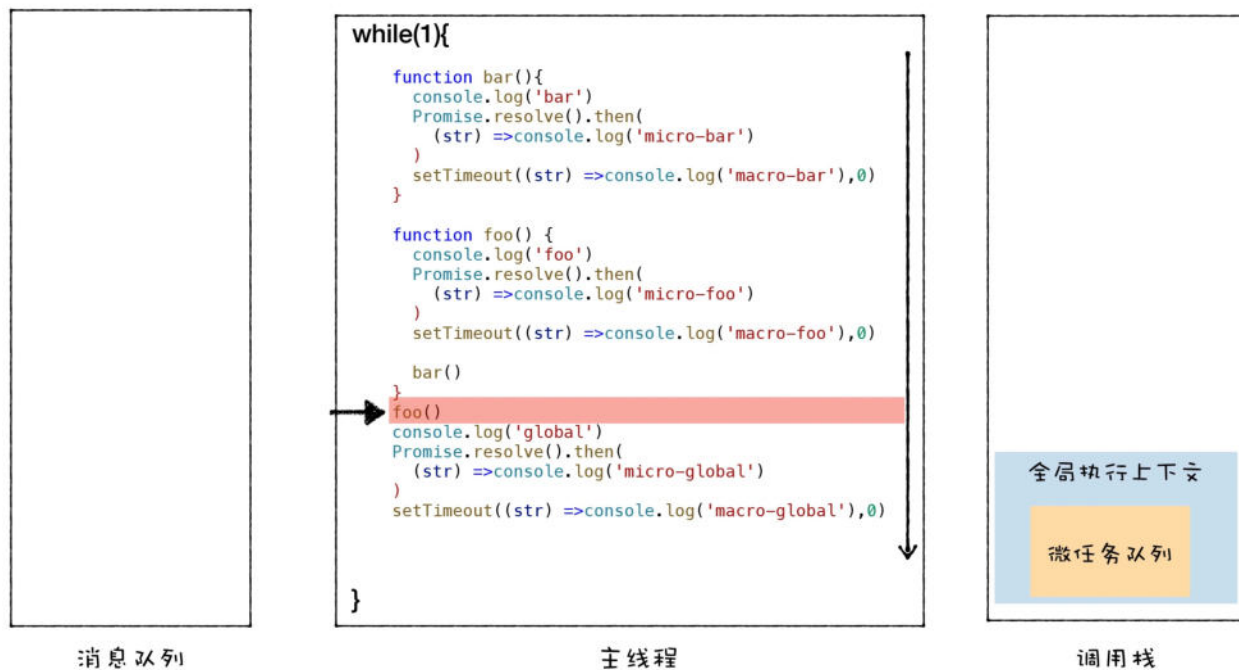 while(1){
function bar(){
console.log('bar')
Promise.resolve().then(
(str) =>console.log('micro-bar')
)
setTimeout((str) =>console.log('macro-bar'),0)
}
function foo() {
console.log('foo')
Promise.resolve().then(
(str) =>console.log('micro-foo')
)
setTimeout((str) =>console.log('macro-foo'),0)
bar()
}
foo()
console.log('global')
Promise.resolve().then(
(str) =>console.log('micro-global')
)
setTimeout((str) =>console.log('macro-global'),0)
}
全局执行上下文
微任务队列
消息队列
主线程
调用栈